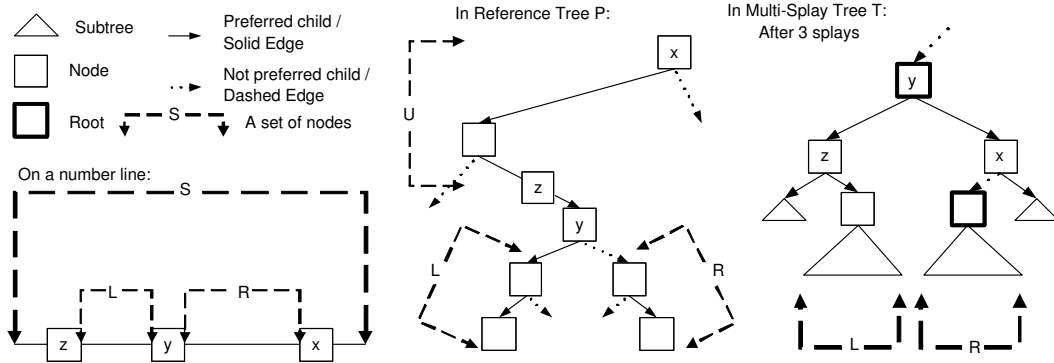 Subtree
Preferred child /
Solid Edge
Node
Not preferred child /
Dashed Edge
Root
S
A set of nodes
On a number line:
S
L
R
z
y
x
In Reference Tree P:
x
U
z
y
L
R
In Multi-Splay Tree T:
After 3 splays
y
z
x
L
R